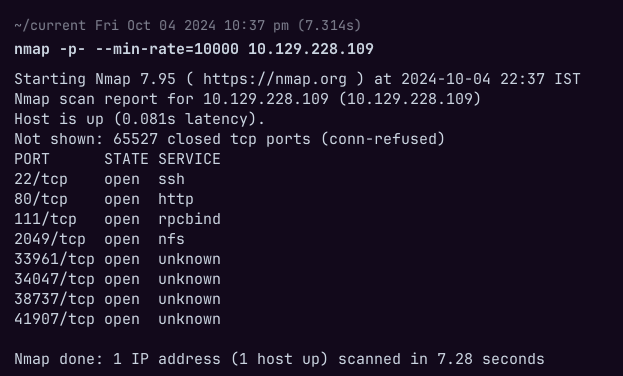 ~/current Fri Oct 04 2024 10:37 pm (7.314s)
nmap -p- --min-rate=10000 10.129.228.109
Starting Nmap 7.95 ( https://nmap.org ) at 2024-10-04 22:37 IST
Nmap scan report for 10.129.228.109 (10.129.228.109)
Host is up (0.081s latency).
Not shown: 65527 closed tcp ports (conn-refused)
PORT      STATE SERVICE
22/tcp    open  ssh
80/tcp    open  http
111/tcp   open  rpcbind
2049/tcp  open  nfs
33961/tcp open  unknown
34047/tcp open  unknown
38737/tcp open  unknown
41907/tcp open  unknown
Nmap done: 1 IP address (1 host up) scanned in 7.28 seconds